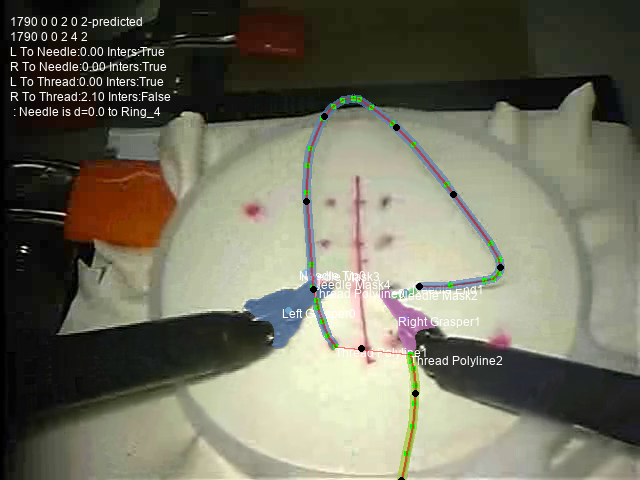 1790 0 0 2 0 2-predicted
1790 0 0 2 4 2
L To Needle:0.00 Inters:True
R To Needle:0.00 Inters:True
L To Thread:0.00 Inters:True
R To Thread:2.10 Inters:False
: Needle is d=0.0 to Ring_4
Needle Mask4
Needle Mask2
Left Grasper0
Right Grasper1
Thread Polyline1
Thread Polyline2